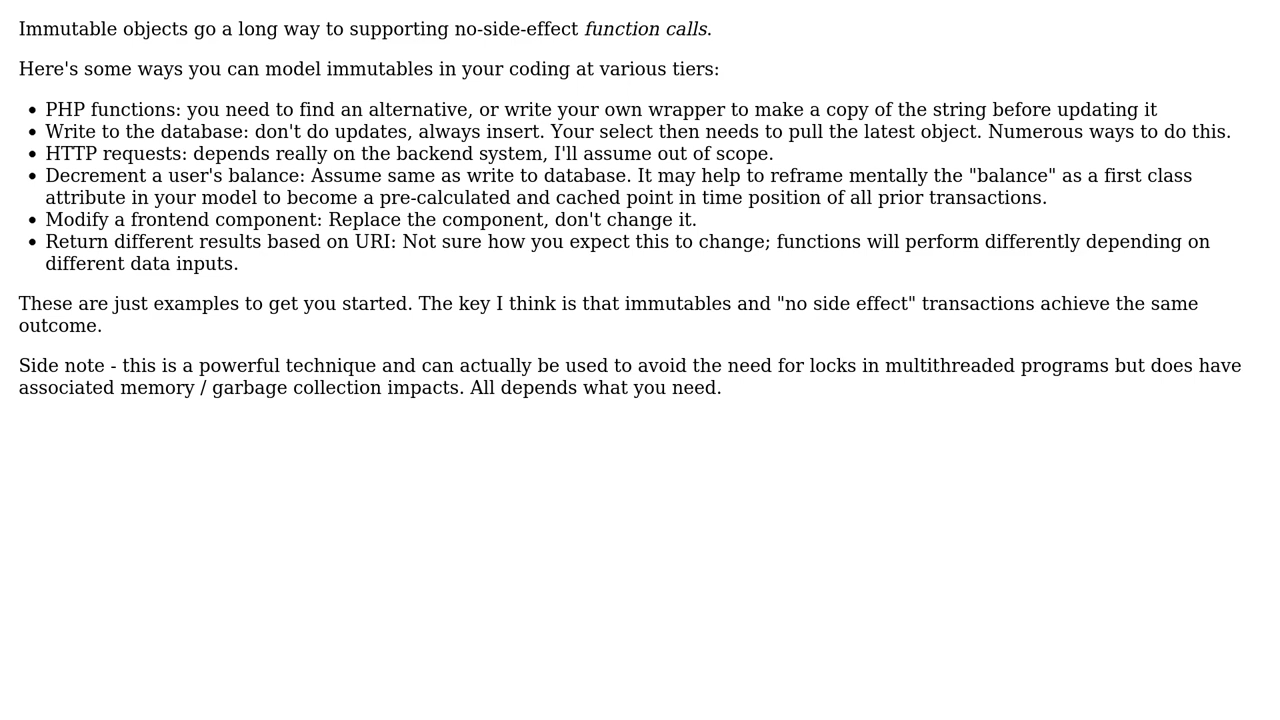 Immutable objects go a long way to supporting no-side-effect function calls.
Here's some ways you can model immutables in your coding at various tiers:
• PHP functions: you need to find an alternative, or write your own wrapper to make a copy of the string before updating it
• Write to the database: don't do updates, always insert. Your select then needs to pull the latest object. Numerous ways to do this.
• HTTP requests: depends really on the backend system, I'll assume out of scope.
• Decrement a user's balance: Assume same as write to database. It may help to reframe mentally the "balance" as a first class
attribute in your model to become a pre-calculated and cached point in time position of all prior transactions.
• Modify a frontend component: Replace the component, don't change it.
• Return different results based on URI: Not sure how you expect this to change; functions will perform differently depending on
different data inputs.
These are just examples to get you started. The key I think is that immutables and "no side effect" transactions achieve the same
outcome.
Side note - this is a powerful technique and can actually be used to avoid the need for locks in multithreaded programs but does have
associated memory / garbage collection impacts. All depends what you need.